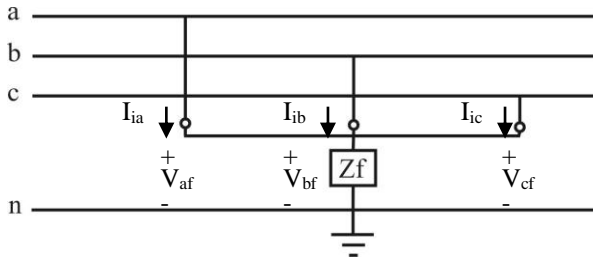 a
b
c
I_ia I_ib I_ic
+ + +
V_af V_bf Zf V_cf
- - -
n